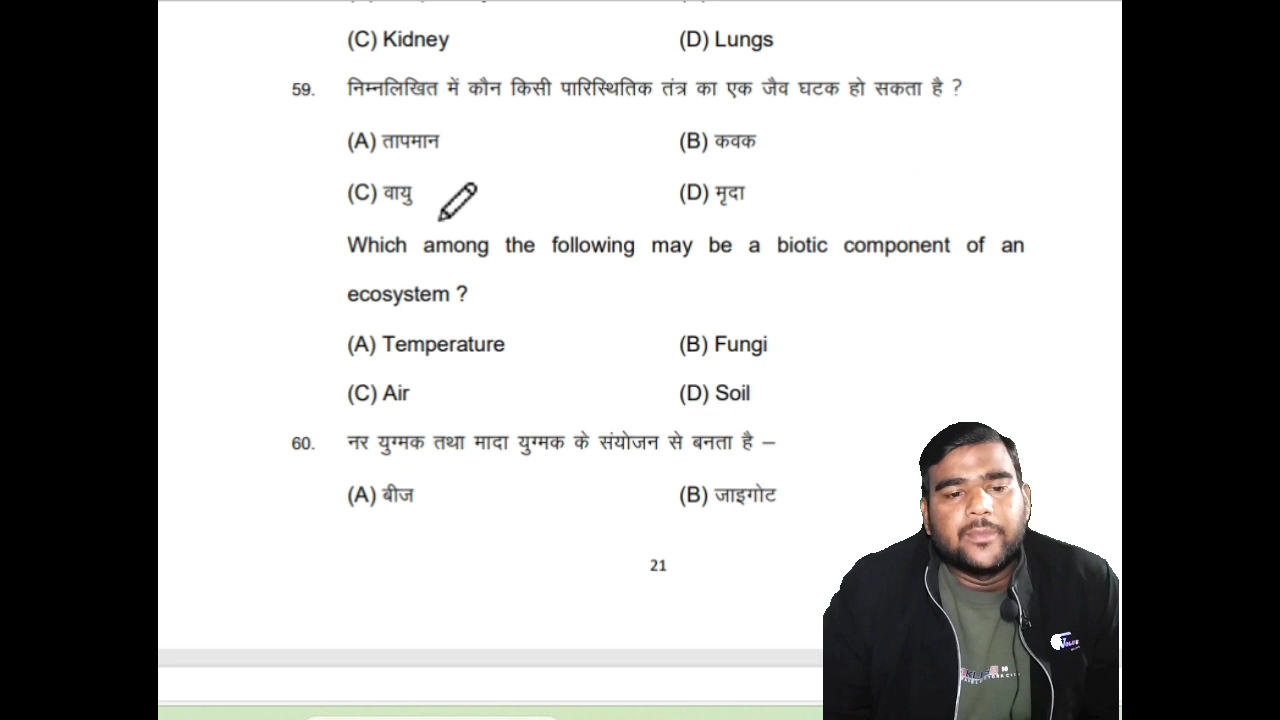 (C) Kidney (D) Lungs
59. निम्नलिखित में कौन किसी पारिस्थितिक तंत्र का एक जैव घटक हो सकता है ?
(A) तापमान (B) कवक
(C) वायु (D) मृदा
Which among the following may be a biotic component of an
ecosystem ?
(A) Temperature (B) Fungi
(C) Air (D) Soil
60. नर युग्मक तथा मादा युग्मक के संयोजन से बनता है –
(A) बीज (B) जाइगोट
21